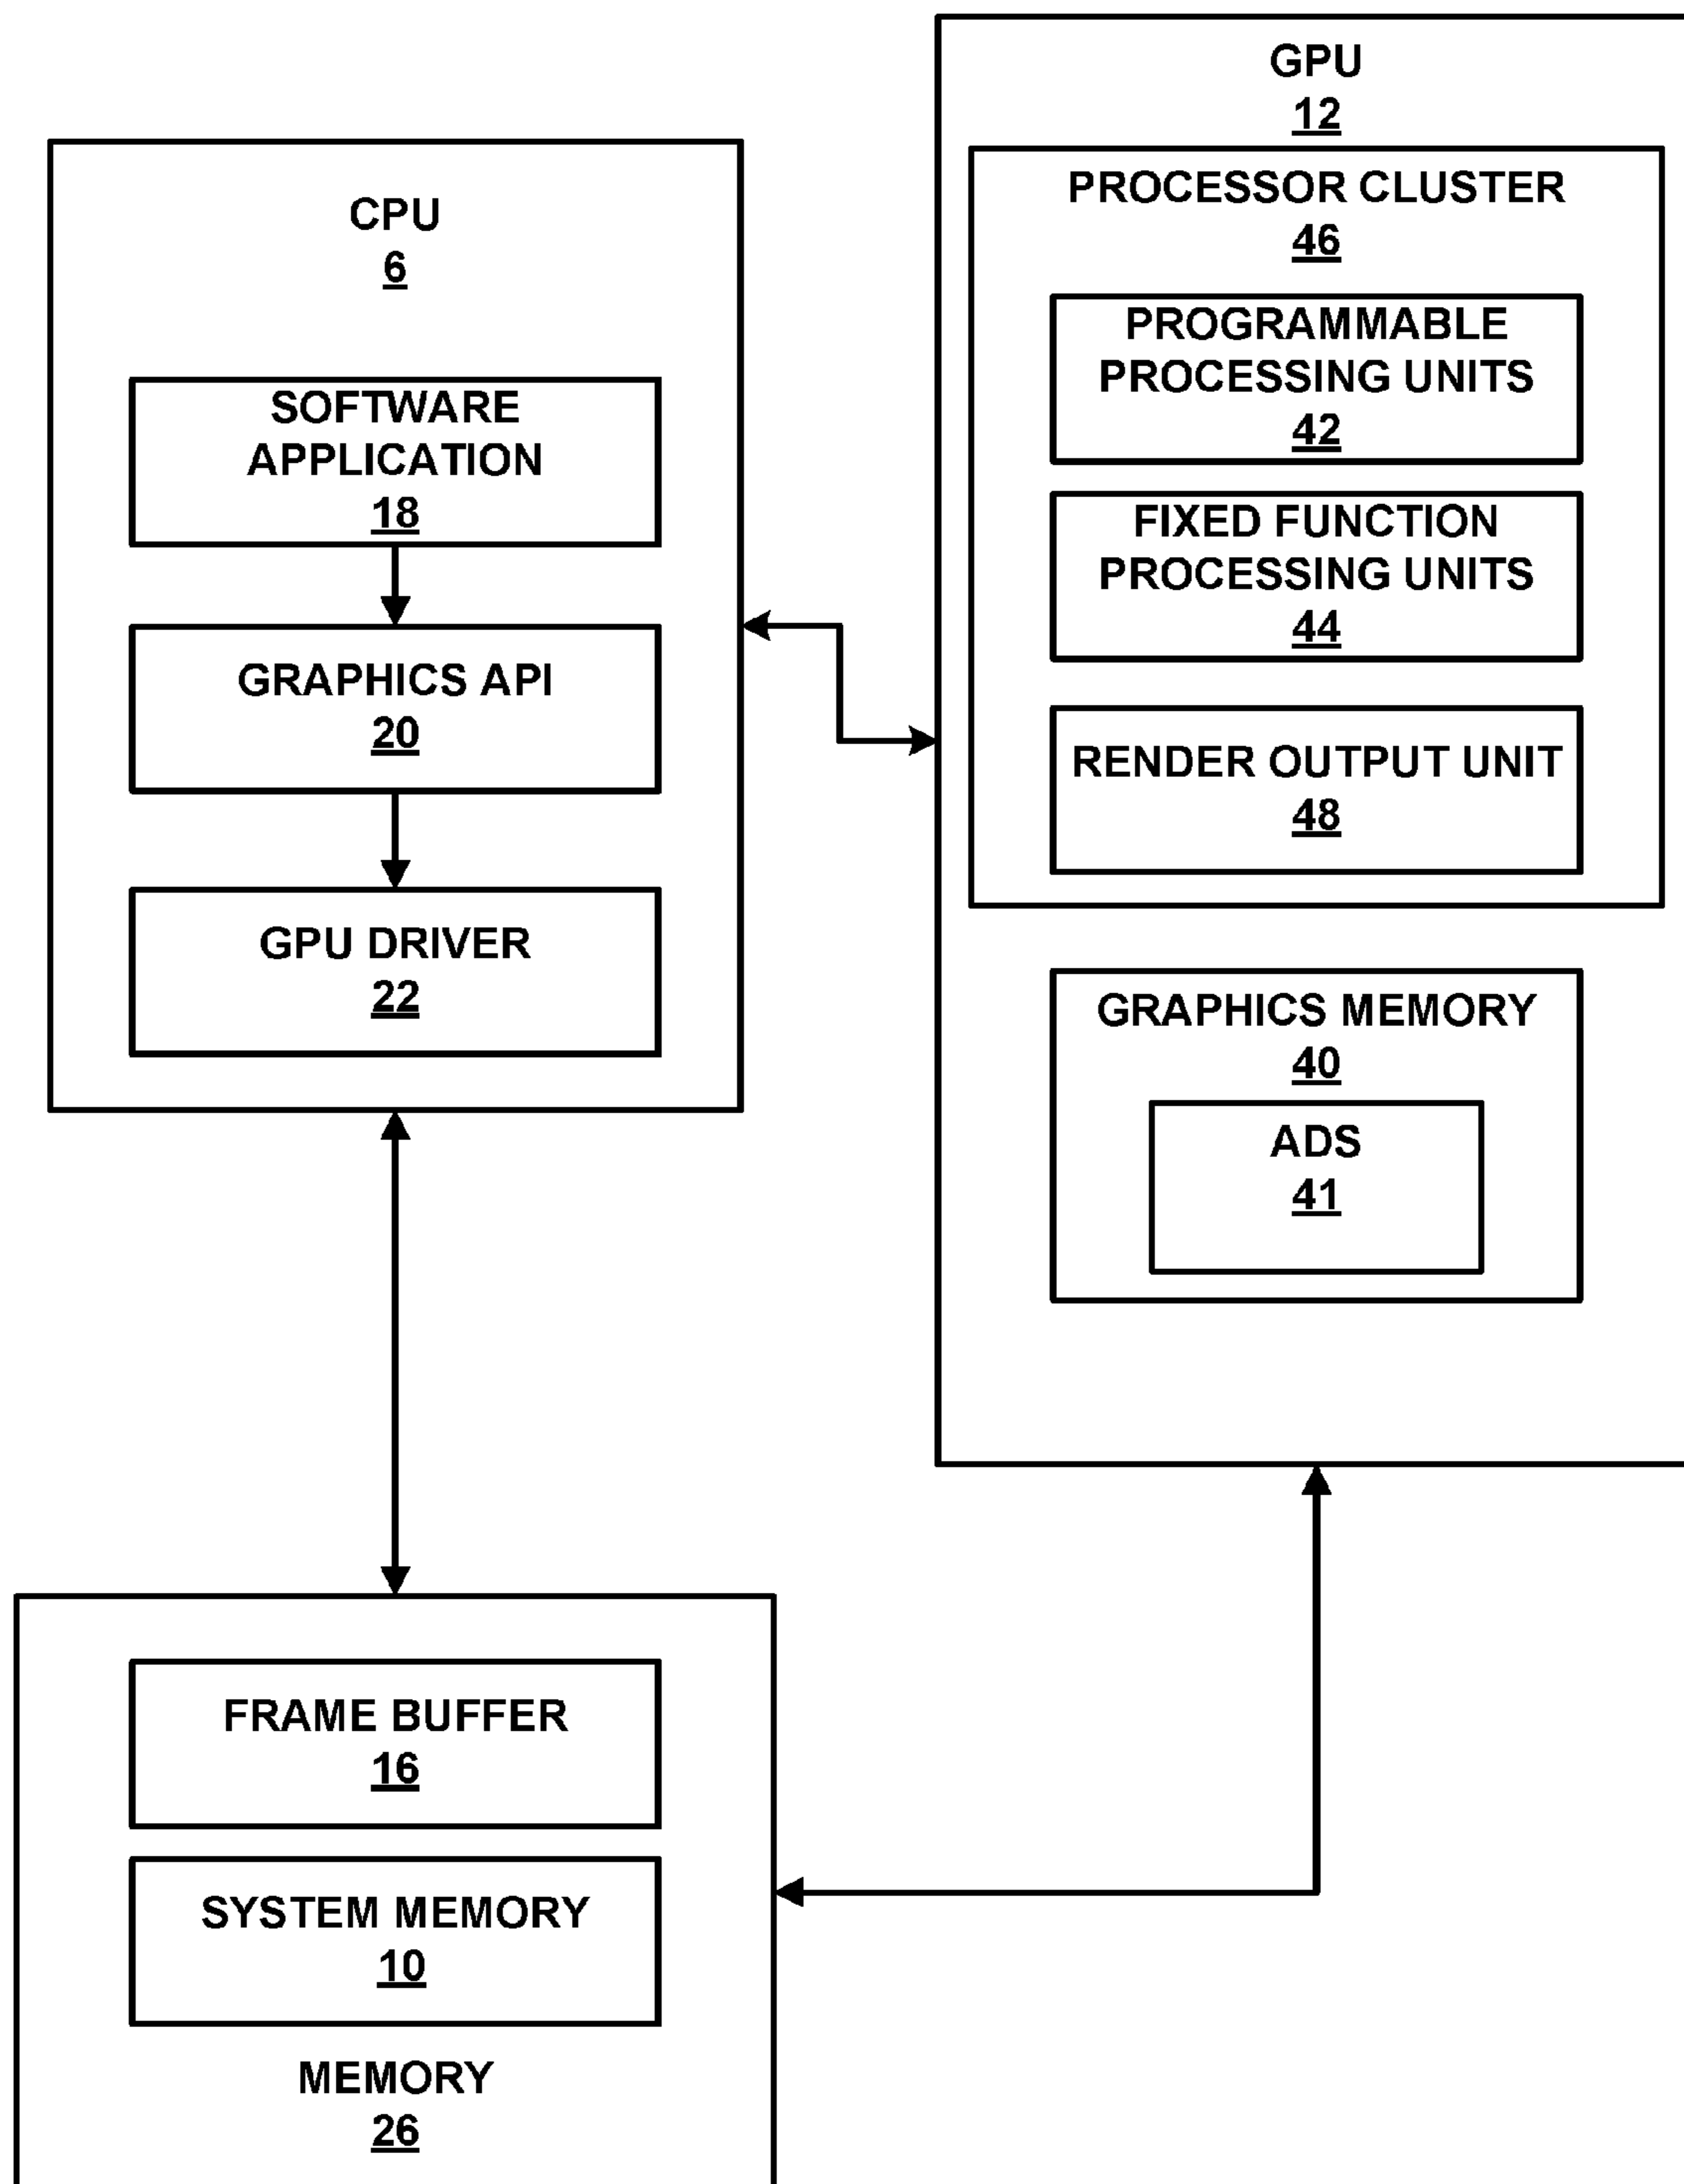 CPU
6
SOFTWARE
APPLICATION
18
GRAPHICS API
20
GPU DRIVER
22
GPU
12
PROCESSOR CLUSTER
46
PROGRAMMABLE
PROCESSING UNITS
42
FIXED FUNCTION
PROCESSING UNITS
44
RENDER OUTPUT UNIT
48
GRAPHICS MEMORY
40
ADS
41
FRAME BUFFER
16
SYSTEM MEMORY
10
MEMORY
26